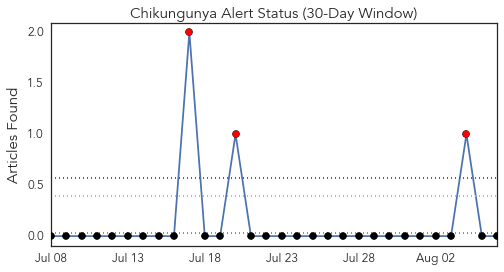 Chikungunya Alert Status (30-Day Window)
Articles Found
2.0
1.5
1.0
0.5
0.0
Jul 08 Jul 13 Jul 18 Jul 23 Jul 28 Aug 02